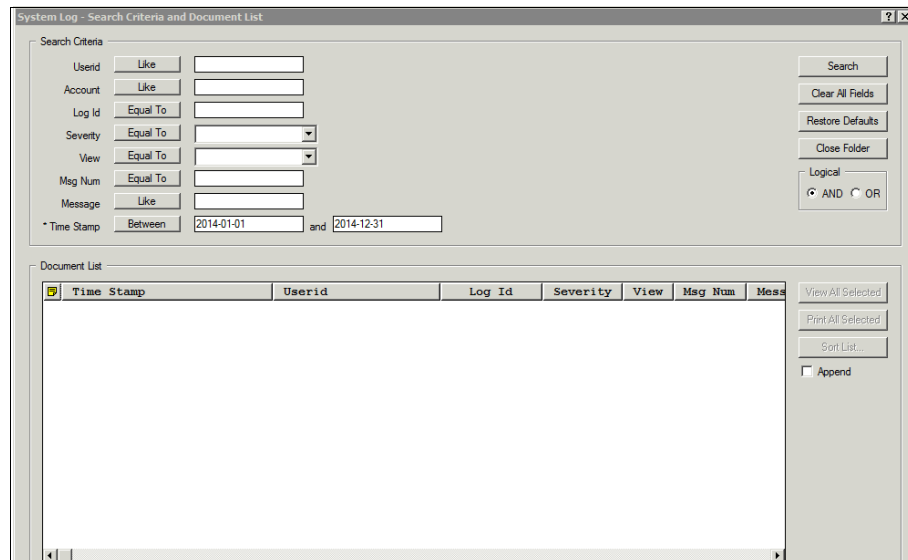 System Log - Search Criteria and Document List
Search Criteria
Userid Like
Account Like
Log Id Equal To
Severity Equal To
View Equal To
Msg Num Equal To
Message Like
* Time Stamp Between 2014-01-01 and 2014-12-31
Search
Clear All Fields
Restore Defaults
Close Folder
Logical
AND OR
Document List
Time Stamp Userid Log Id Severity View Msg Num Mess
View All Selected
Print All Selected
Sort List...
Append